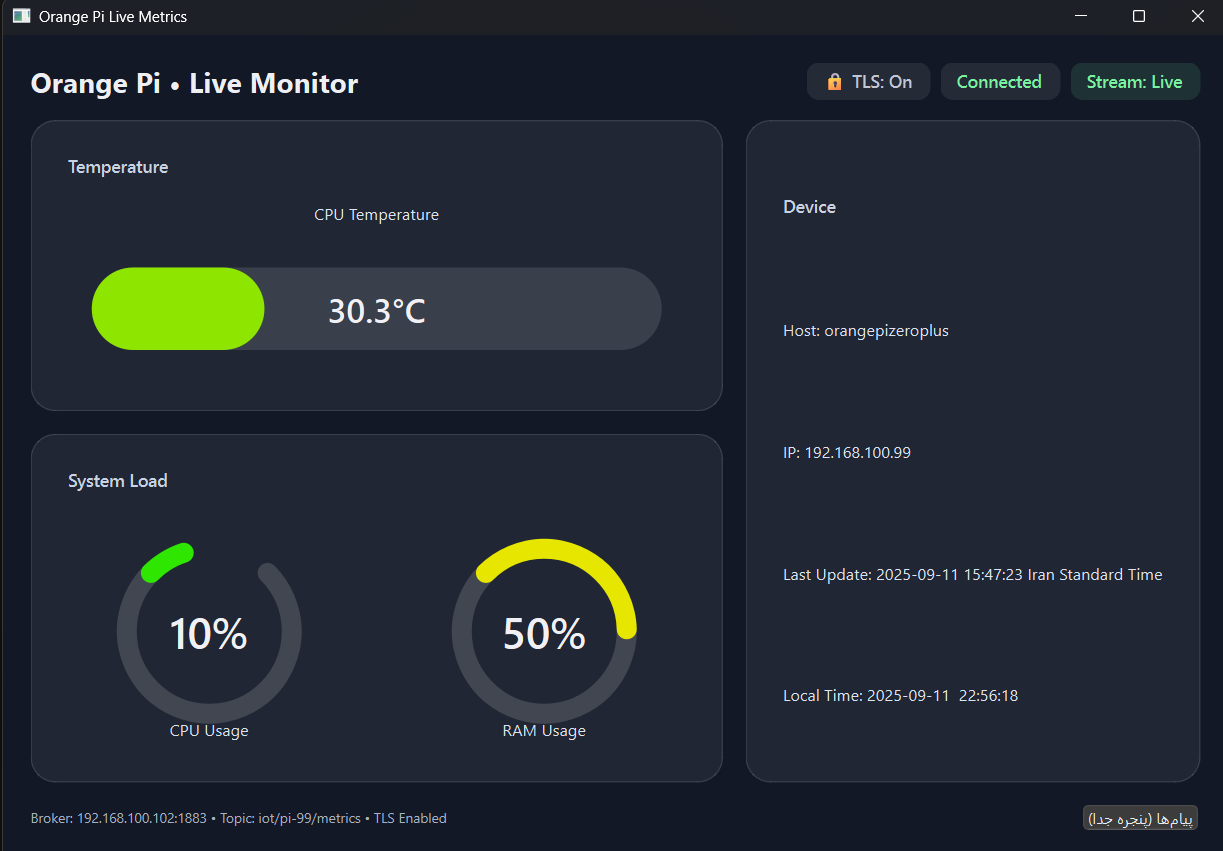 Orange Pi Live Metrics
Orange Pi • Live Monitor
🔒 TLS: On
Connected
Stream: Live
Temperature
CPU Temperature
30.3°C
System Load
10%
CPU Usage
50%
RAM Usage
Device
Host: orangepizeroplus
IP: 192.168.100.99
Last Update: 2025-09-11 15:47:23 Iran Standard Time
Local Time: 2025-09-11  22:56:18
Broker: 192.168.100.102:1883 • Topic: iot/pi-99/metrics • TLS Enabled
پیام‌ها (پنجره جدا)